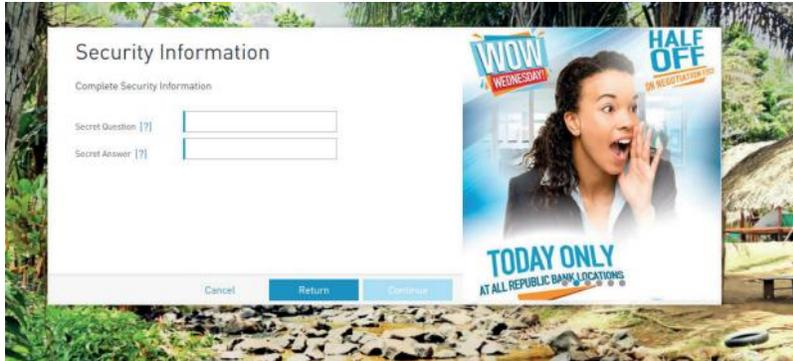 Security Information
Complete Security Information
Secret Question [?]
Secret Answer [?]
Cancel
Return
Continue
WOW
WEDNESDAY!
HALF
OFF
ON NEGOTIATION FEES
TODAY ONLY
AT ALL REPUBLIC BANK LOCATIONS